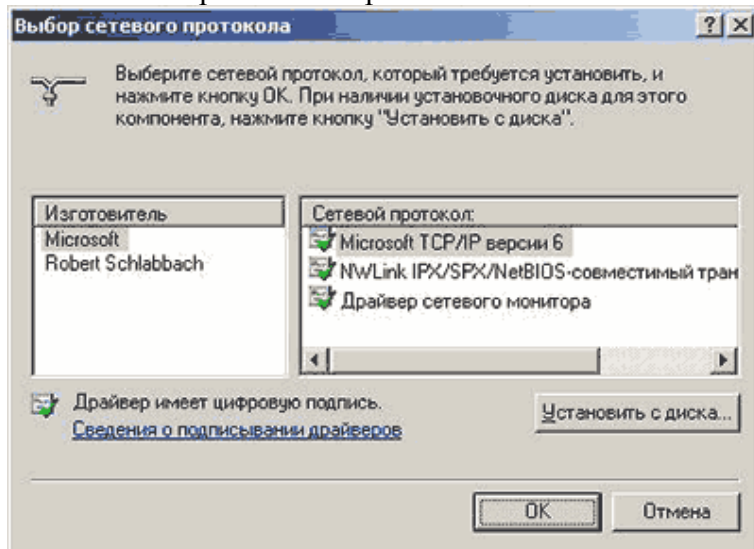 Выбор сетевого протокола
Выберите сетевой протокол, который требуется установить, и
нажмите кнопку ОК. При наличии установочного диска для этого
компонента, нажмите кнопку "Установить с диска".
Изготовитель
Microsoft
Robert Schlabbach
Сетевой протокол:
Microsoft TCP/IP версии 6
NWLink IPX/SPX/NetBIOS-совместимый тран
Драйвер сетевого монитора
Драйвер имеет цифровую подпись.
Сведения о подписывании драйверов
Установить с диска...
ОК
Отмена